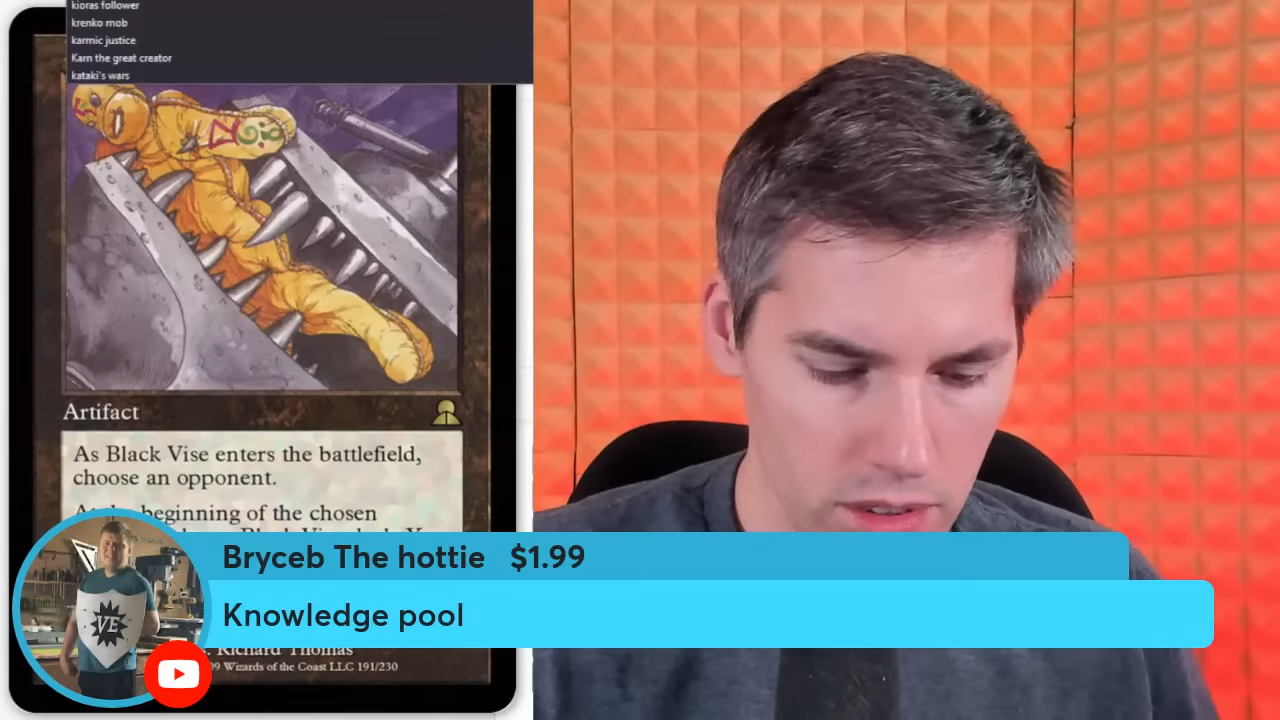 kioras follower
krenko mob
karmic justice
Karn the great creator
kataki's wars
Artifact
As Black Vise enters the battlefield,
choose an opponent.
beginning of the chosen
Bryceb The hottie $1.99
Knowledge pool
VE
Richard Thomas
Wizards of the Coast LLC 191/230